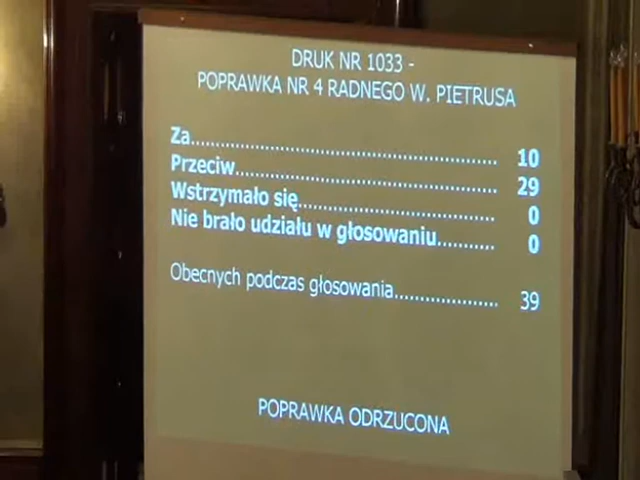 DRUK NR 1033 -
POPRAWKA NR 4 RADNEGO W. PIETRUSA
Za.................................................... 10
Przeciw............................................. 29
Wstrzymało się................................. 0
Nie brało udziału w głosowaniu......... 0
Obecnych podczas głosowania................. 39
POPRAWKA ODRZUCONA